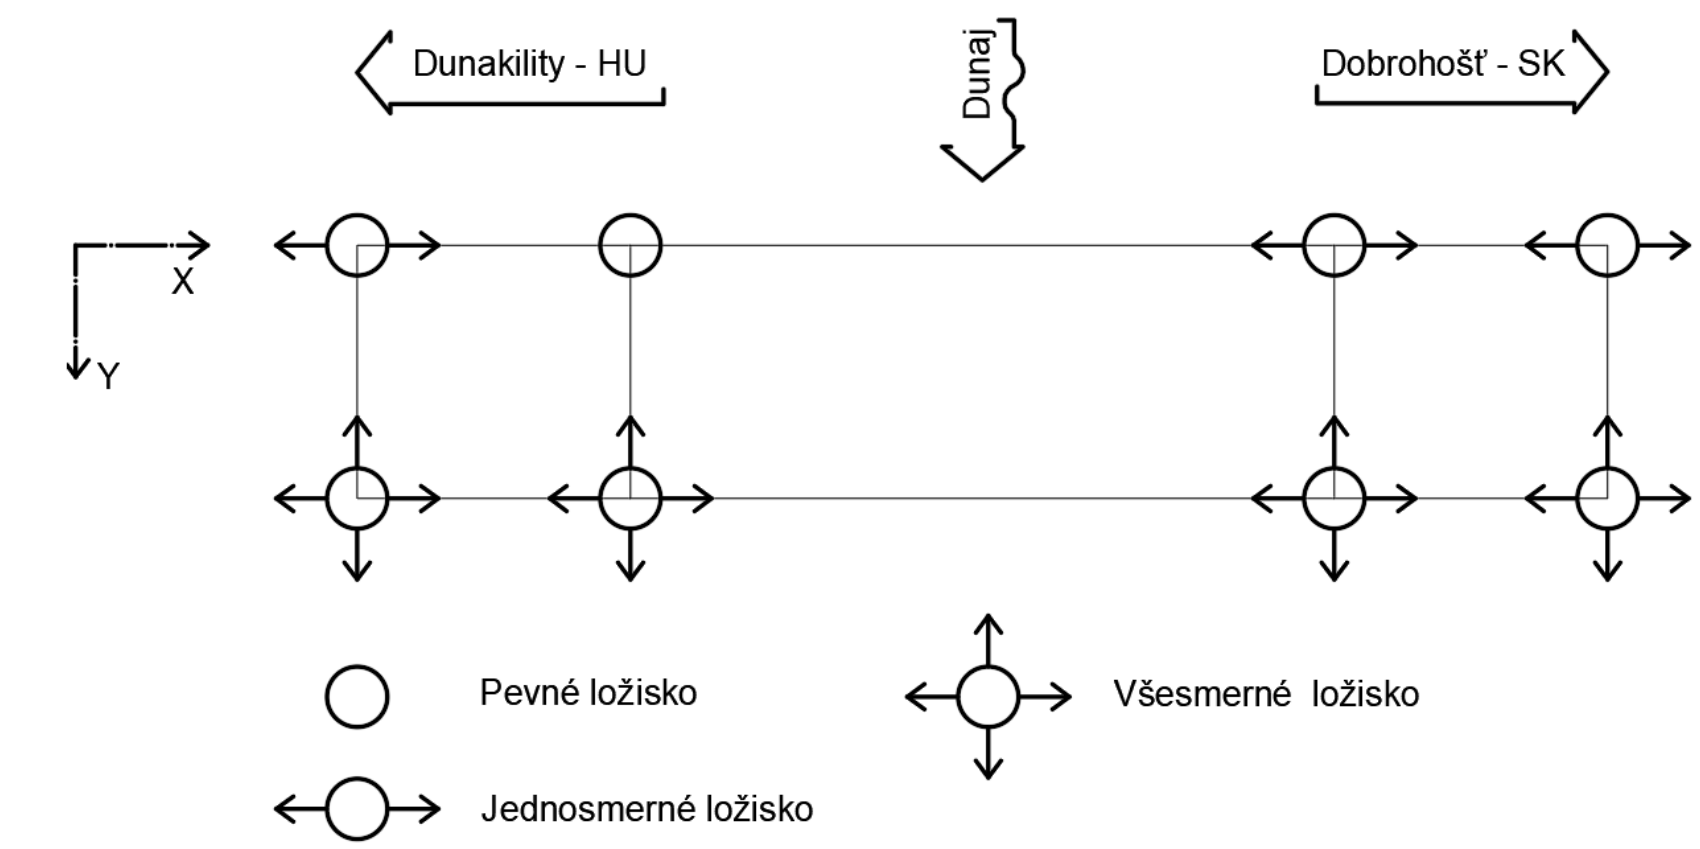 Dunakility - HU
Dunaj
Dobrohošť - SK
X
Y
Pevné ložisko
Všesmerné ložisko
Jednosmerné ložisko